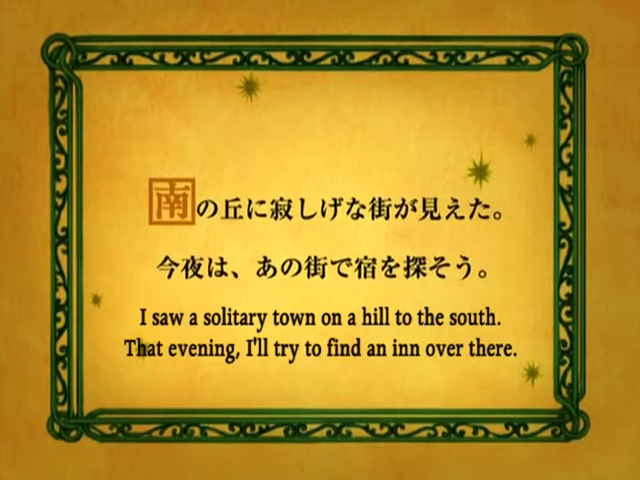 南の丘に寂しげな街が見えた。
今夜は、あの街で宿を探そう。
I saw a solitary town on a hill to the south.
That evening, I'll try to find an inn over there.